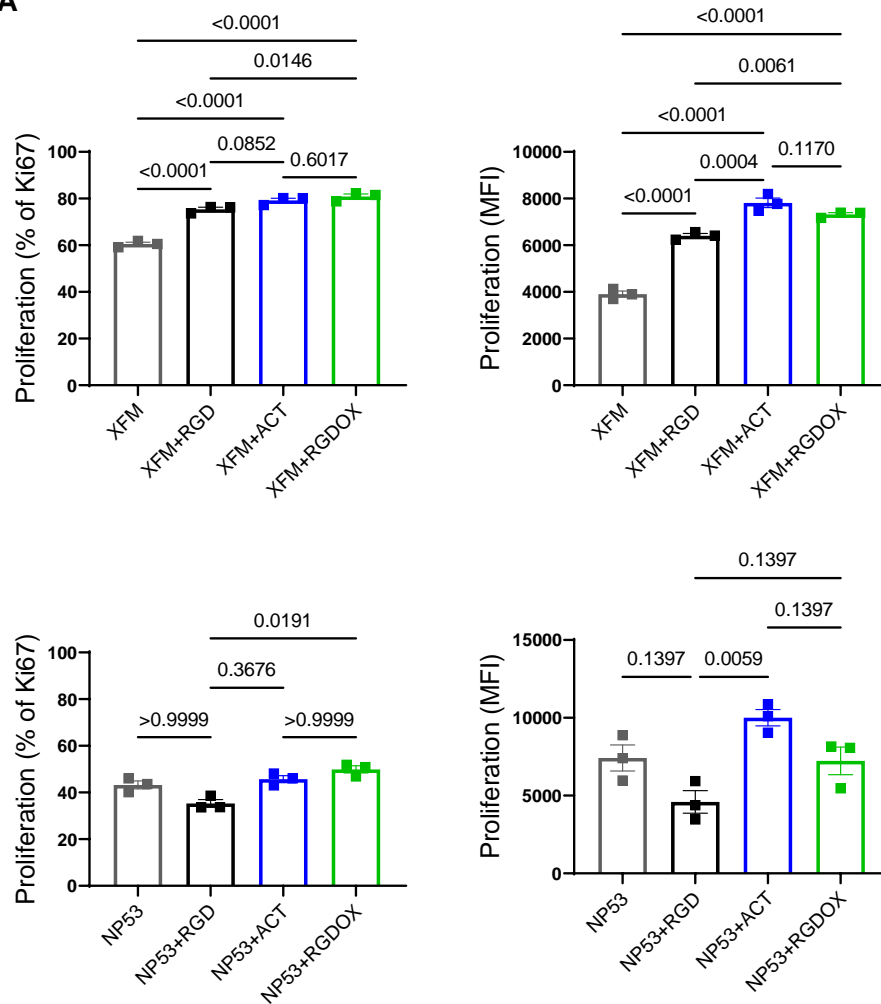 A
<0.0001
0.0146
<0.0001
0.0852
0.6017
<0.0001
Proliferation (% of Ki67)
100
80
60
40
20
0
XFM
XFM+RGD
XFM+ACT
XFM+RGDOX
<0.0001
0.0061
<0.0001
0.1170
0.0004
<0.0001
Proliferation (MFI)
10000
8000
6000
4000
2000
0
XFM
XFM+RGD
XFM+ACT
XFM+RGDOX
0.0191
0.3676
>0.9999
>0.9999
Proliferation (% of Ki67)
100
80
60
40
20
0
NP53
NP53+RGD
NP53+ACT
NP53+RGDOX
0.1397
0.1397
0.1397
0.0059
Proliferation (MFI)
15000
10000
5000
0
NP53
NP53+RGD
NP53+ACT
NP53+RGDOX